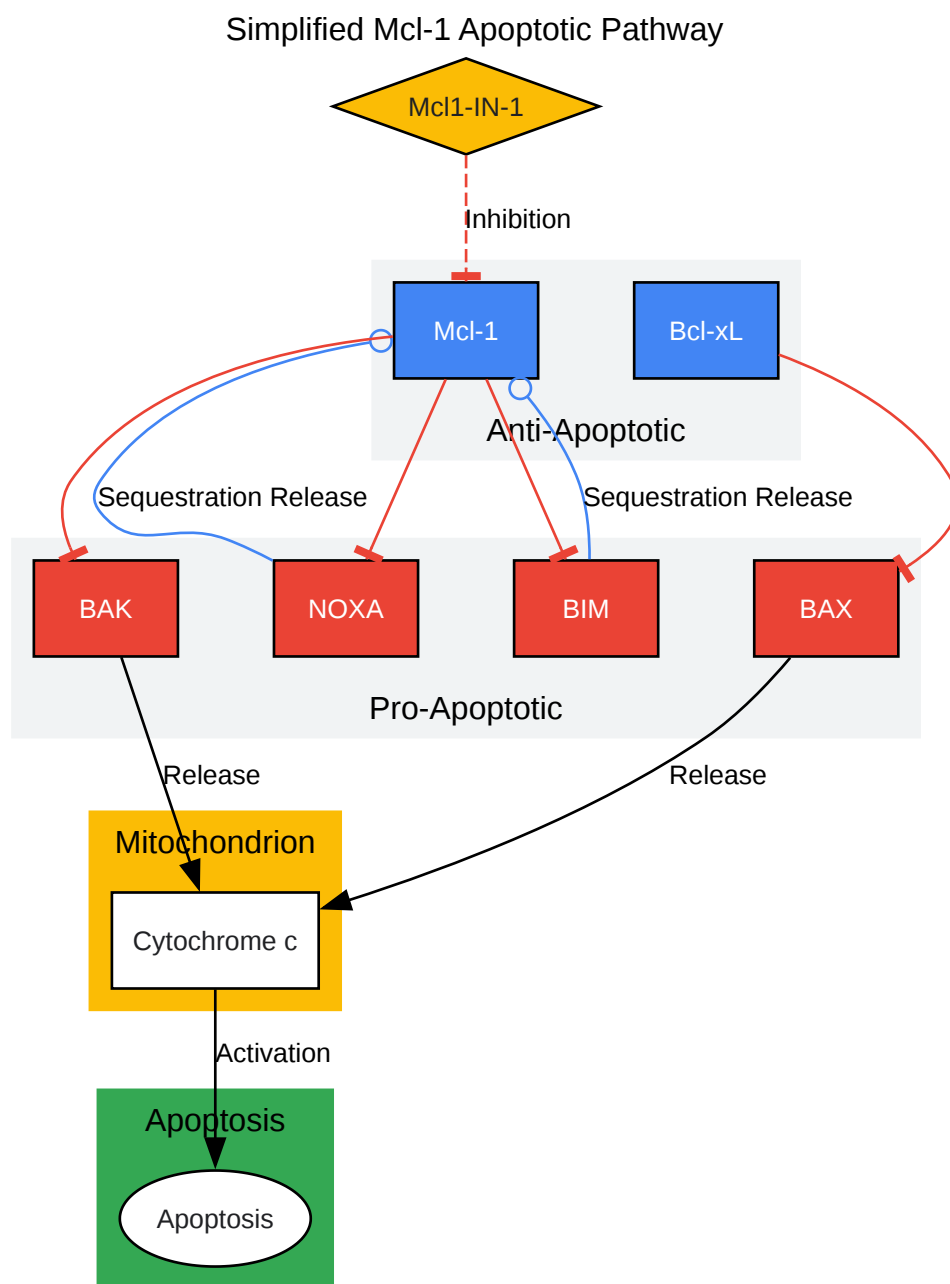 Simplified Mcl-1 Apoptotic Pathway
Mcl1-IN-1
Inhibition
Mcl-1
Bcl-xL
Anti-Apoptotic
Sequestration Release
Sequestration Release
BAK
NOXA
BIM
BAX
Pro-Apoptotic
Release
Release
Mitochondrion
Cytochrome c
Activation
Apoptosis
Apoptosis